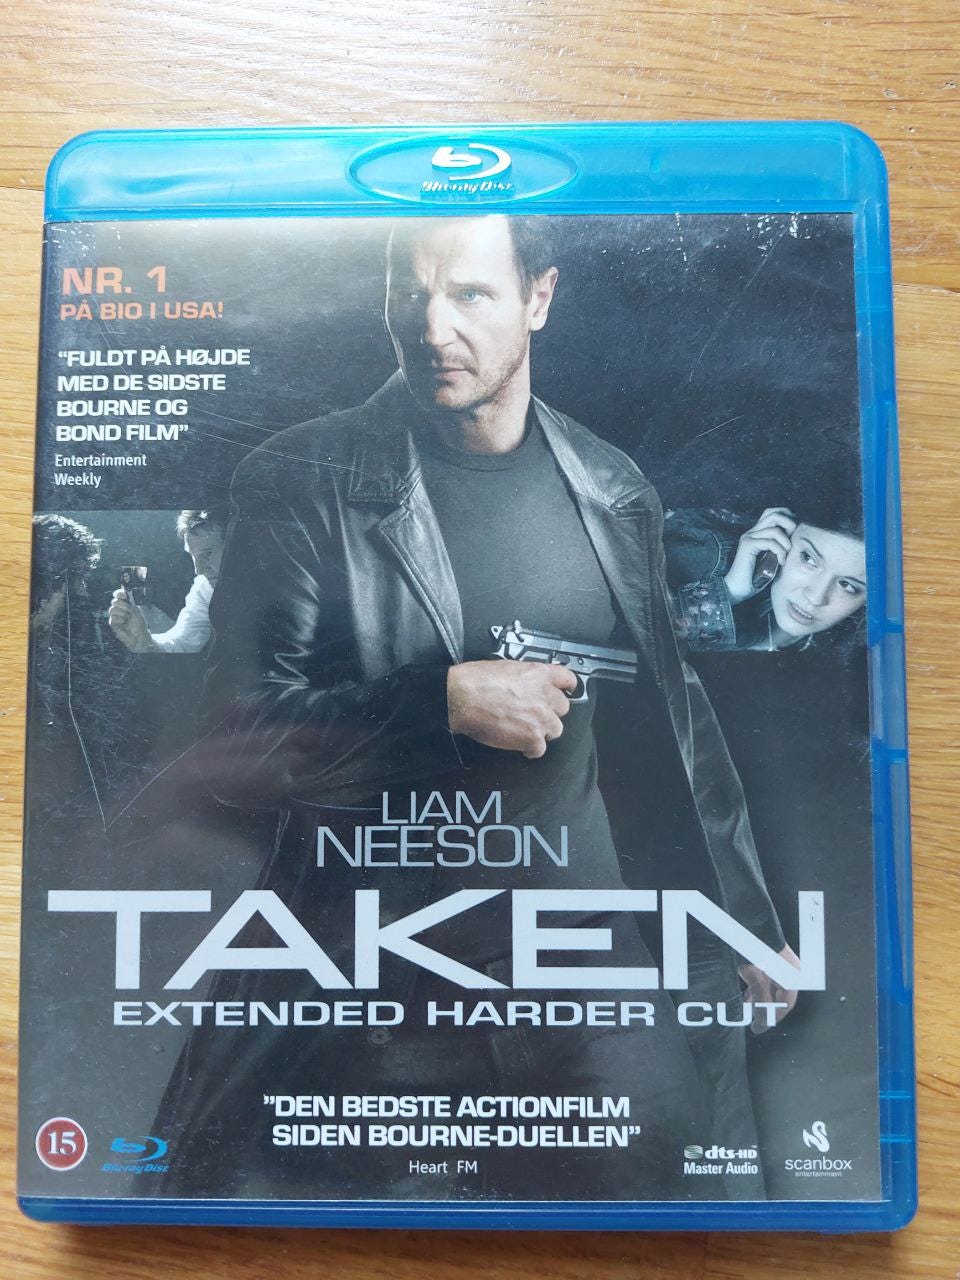 Blu-ray Disc
NR. 1
PÅ BIO I USA!
"FULDT PÅ HØJDE
MED DE SIDSTE
BOURNE OG
BOND FILM"
Entertainment
Weekly
LIAM
NEESON
TAKEN
EXTENDED HARDER CUT
"DEN BEDSTE ACTIONFILM
SIDEN BOURNE-DUELLEN"
Heart FM
15
Blu-ray Disc
dts-HD
Master Audio
scanbox
entertainment